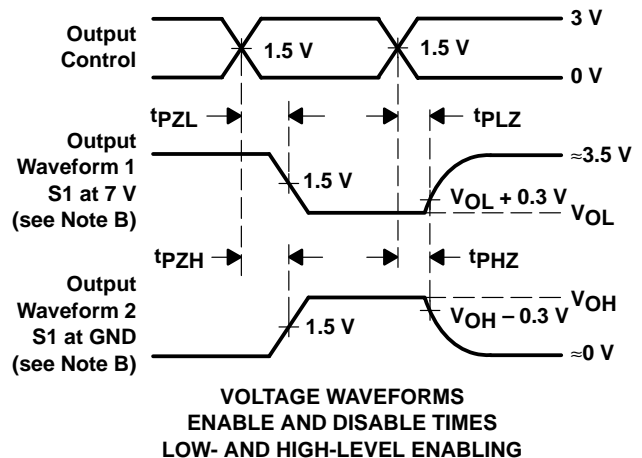 Output
Control
1.5 V
1.5 V
3 V
0 V
tPZL
tPLZ
Output
Waveform 1
S1 at 7 V
(see Note B)
1.5 V
≈3.5 V
VOL + 0.3 V
VOL
tPZH
tPHZ
Output
Waveform 2
S1 at GND
(see Note B)
1.5 V
VOH
VOH − 0.3 V
≈0 V
VOLTAGE WAVEFORMS
ENABLE AND DISABLE TIMES
LOW- AND HIGH-LEVEL ENABLING